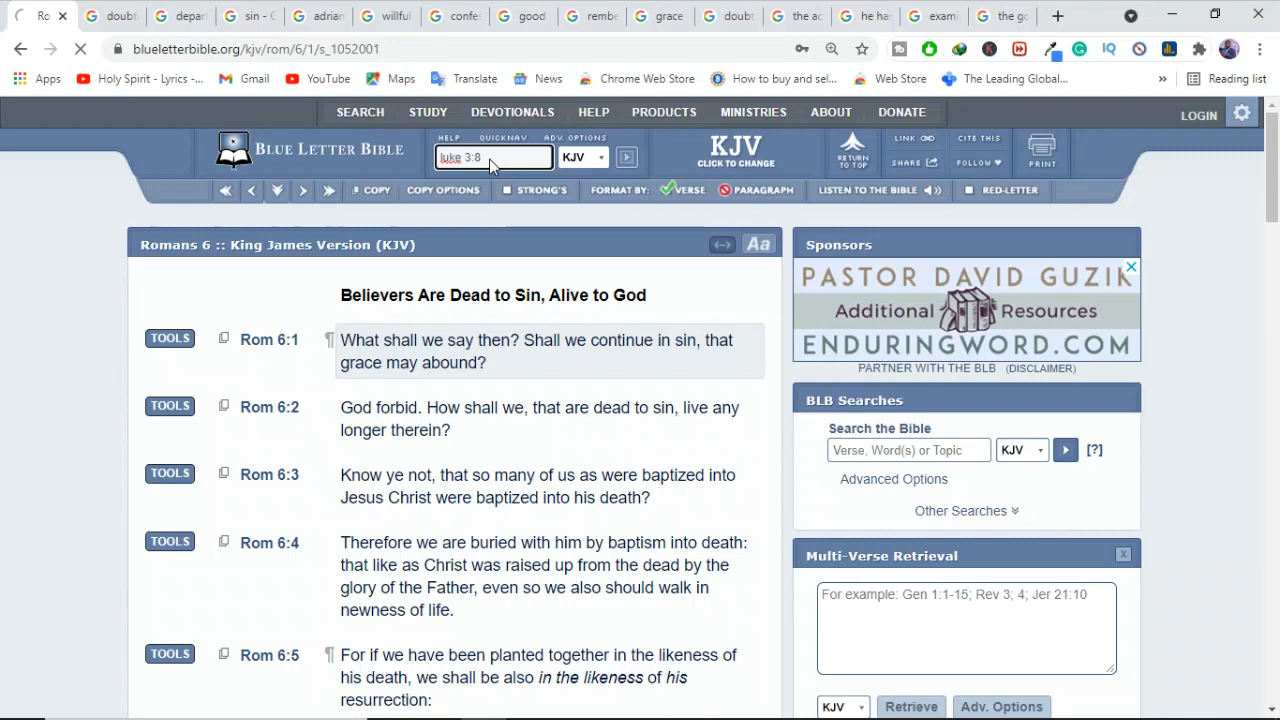 Ro
doubt
depart
sin - G
adrian
willful
confes
good
rembe
grace
doubt
the ac
he has
exami
the go
blueletterbible.org/kjv/rom/6/1/s_1052001
Apps
Holy Spirit - Lyrics -...
Gmail
YouTube
Maps
Translate
News
Chrome Web Store
How to buy and sel...
Web Store
The Leading Global...
»
Reading list
SEARCH
STUDY
DEVOTIONALS
HELP
PRODUCTS
MINISTRIES
ABOUT
DONATE
LOGIN
BLUE LETTER BIBLE
HELP QUICKNAV ADV. OPTIONS
luke 3:8
KJV
KJV
CLICK TO CHANGE
RETURN
TO TOP
LINK
CITE THIS
SHARE
FOLLOW
PRINT
COPY
COPY OPTIONS
STRONG'S
FORMAT BY:
VERSE
PARAGRAPH
LISTEN TO THE BIBLE
RED-LETTER
Romans 6 :: King James Version (KJV)
Aa
Believers Are Dead to Sin, Alive to God
TOOLS
Rom 6:1
¶ What shall we say then? Shall we continue in sin, that
grace may abound?
TOOLS
Rom 6:2
God forbid. How shall we, that are dead to sin, live any
longer therein?
TOOLS
Rom 6:3
Know ye not, that so many of us as were baptized into
Jesus Christ were baptized into his death?
TOOLS
Rom 6:4
Therefore we are buried with him by baptism into death:
that like as Christ was raised up from the dead by the
glory of the Father, even so we also should walk in
newness of life.
TOOLS
Rom 6:5
¶ For if we have been planted together in the likeness of
his death, we shall be also in the likeness of his
resurrection:
Sponsors
PASTOR DAVID GUZIK
Additional Resources
ENDURINGWORD.COM
PARTNER WITH THE BLB (DISCLAIMER)
BLB Searches
Search the Bible
Verse, Word(s) or Topic
KJV
[?]
Advanced Options
Other Searches
Multi-Verse Retrieval
X
For example: Gen 1:1-15; Rev 3; 4; Jer 21:10
KJV
Retrieve
Adv. Options